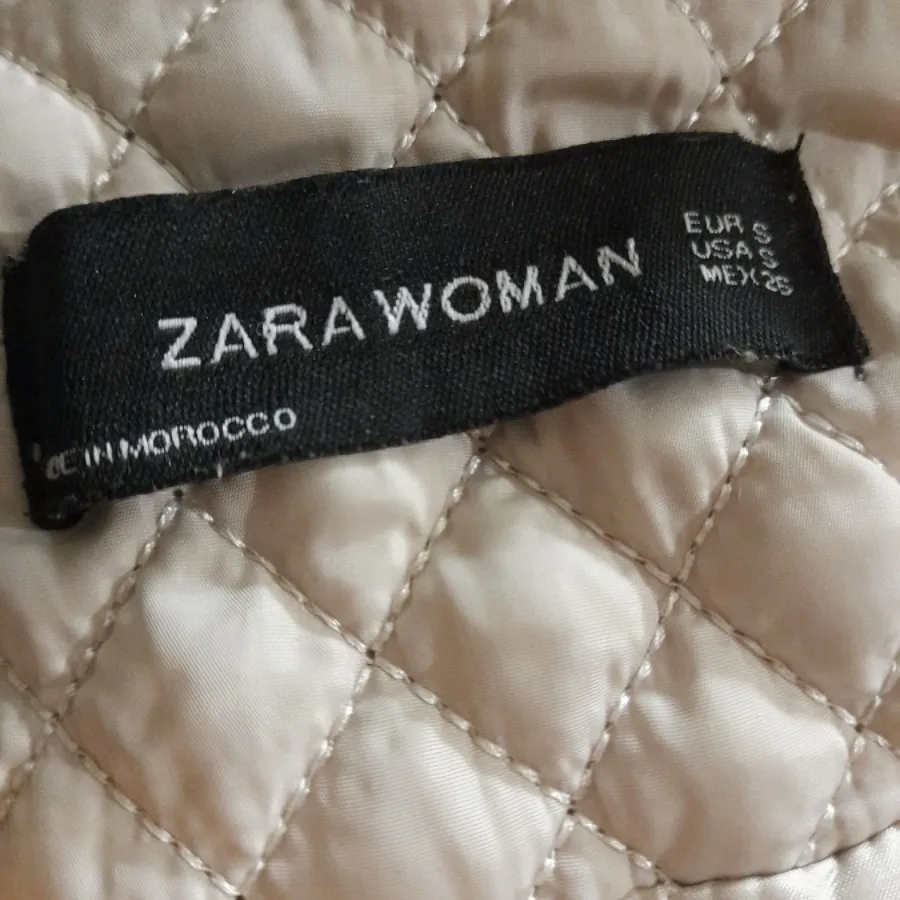 ZARA WOMAN
EUR S
USA S
MEX 26
IN MOROCCO